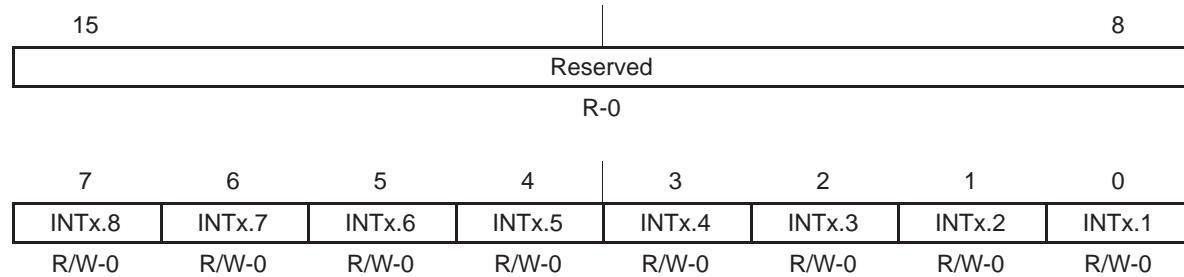 15 8
Reserved
R-0
7 6 5 4 3 2 1 0
INTx.8 INTx.7 INTx.6 INTx.5 INTx.4 INTx.3 INTx.2 INTx.1
R/W-0 R/W-0 R/W-0 R/W-0 R/W-0 R/W-0 R/W-0 R/W-0